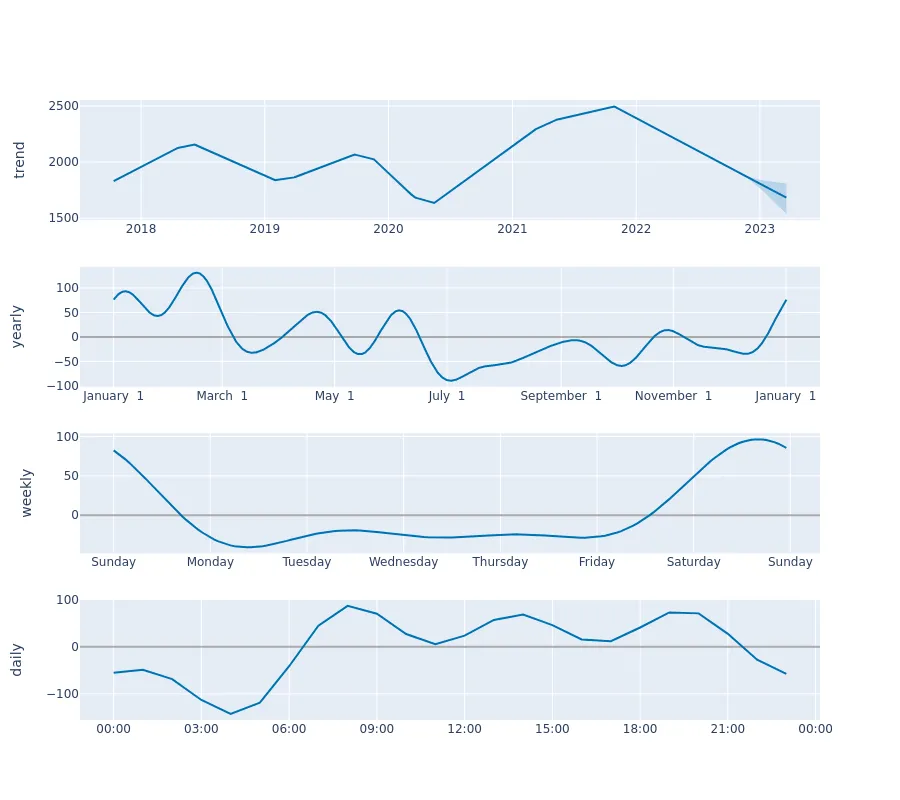 2500
2000
1500
trend
2018 2019 2020 2021 2022 2023
100
50
0
−50
−100
yearly
January 1 March 1 May 1 July 1 September 1 November 1 January 1
100
50
0
weekly
Sunday Monday Tuesday Wednesday Thursday Friday Saturday Sunday
100
0
−100
daily
00:00 03:00 06:00 09:00 12:00 15:00 18:00 21:00 00:00